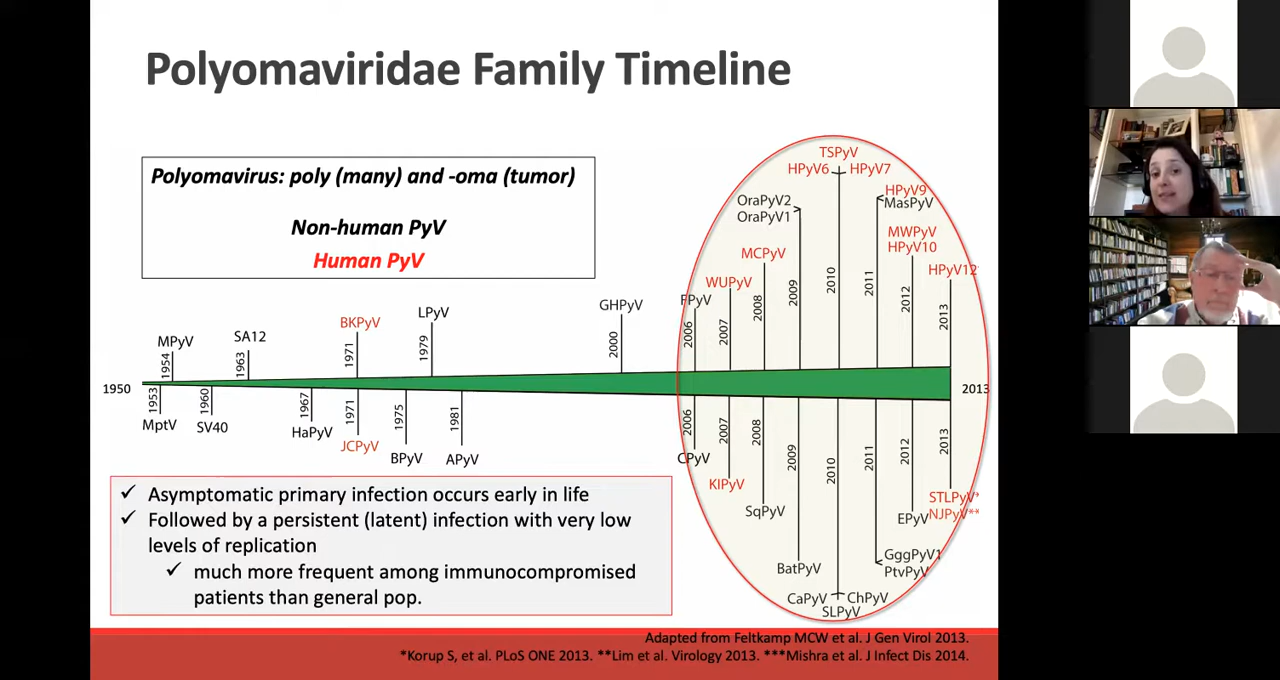 Polyomaviridae Family Timeline
Polyomavirus: poly (many) and -oma (tumor)
Non-human PyV
Human PyV
TSPyV
HPyV6
HPyV7
OraPyV2
OraPyV1
HPyV9
MasPyV
MWPyV
HPyV10
MCPyV
HPyV12
WUPyV
PPyV
GHPyV
LPyV
BKPyV
SA12
MPyV
1954
1963
1971
1979
2000
2006
2007
2008
2009
2010
2011
2012
2013
1950
2013
1953
1960
1967
1971
1975
1981
2006
2007
2008
2009
2010
2011
2012
2013
MptV
SV40
HaPyV
JCPyV
BPyV
APyV
CPyV
KIPyV
SqPyV
BatPyV
CaPyV
ChPyV
SLPyV
GggPyV1
PtvPyV
EPyV
STLPyV*
NJPyV**
✓ Asymptomatic primary infection occurs early in life
✓ Followed by a persistent (latent) infection with very low
levels of replication
✓ much more frequent among immunocompromised
patients than general pop.
Adapted from Feltkamp MCW et al. J Gen Virol 2013.
*Korup S, et al. PLoS ONE 2013. **Lim et al. Virology 2013. ***Mishra et al. J Infect Dis 2014.